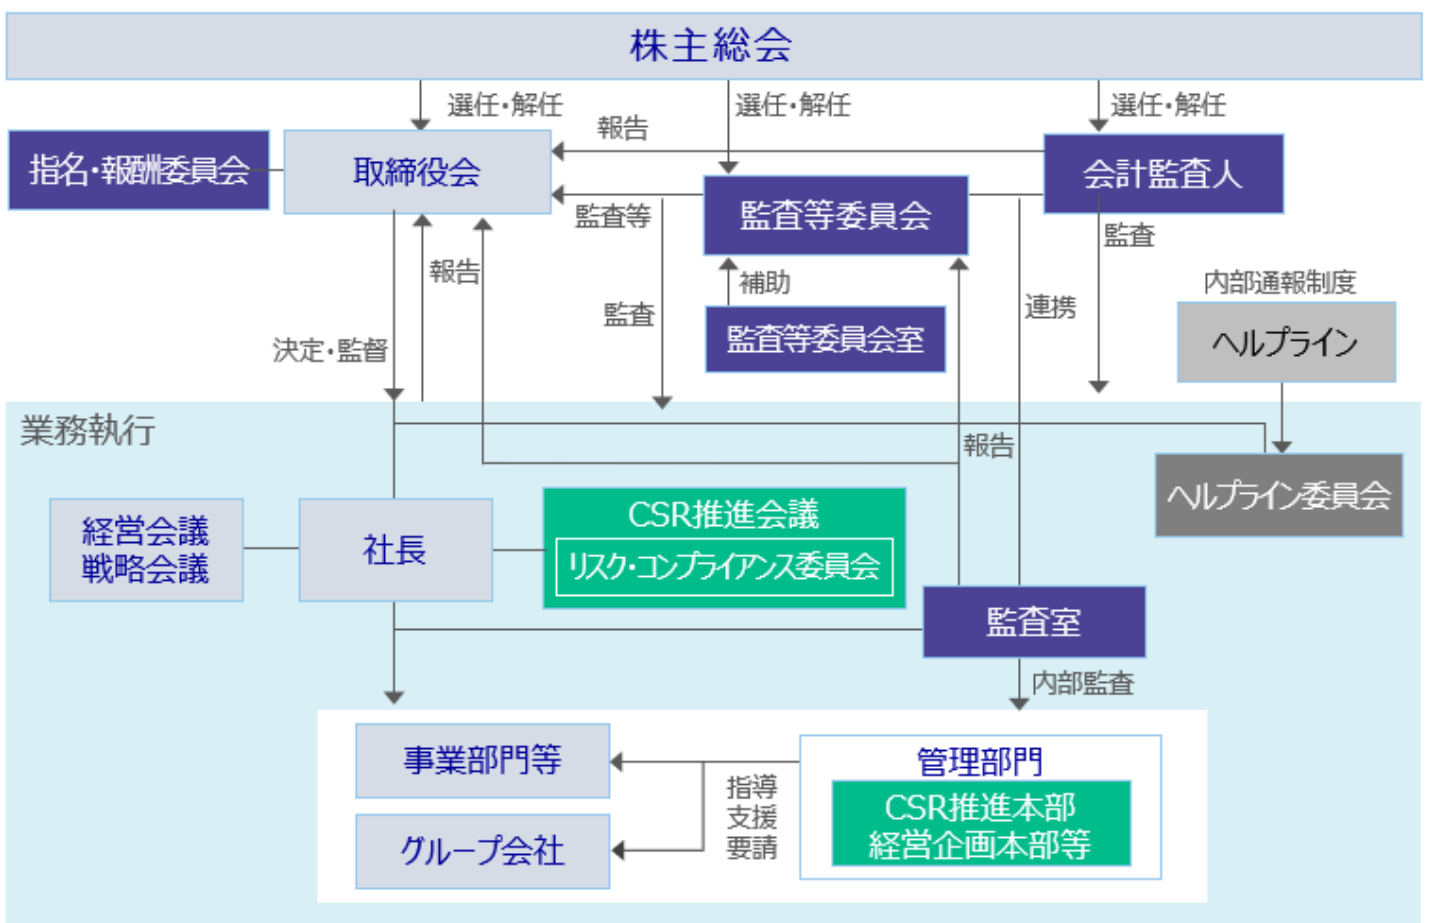 株主総会
選任・解任
選任・解任
選任・解任
報告
指名・報酬委員会
取締役会
会計監査人
監査等
監査等委員会
監査
報告
補助
内部通報制度
監査
連携
監査等委員会室
ヘルプライン
決定・監督
業務執行
報告
ヘルプライン委員会
経営会議
戦略会議
社長
CSR推進会議
リスク・コンプライアンス委員会
監査室
内部監査
事業部門等
管理部門
指導
支援
要請
CSR推進本部
経営企画本部等
グループ会社